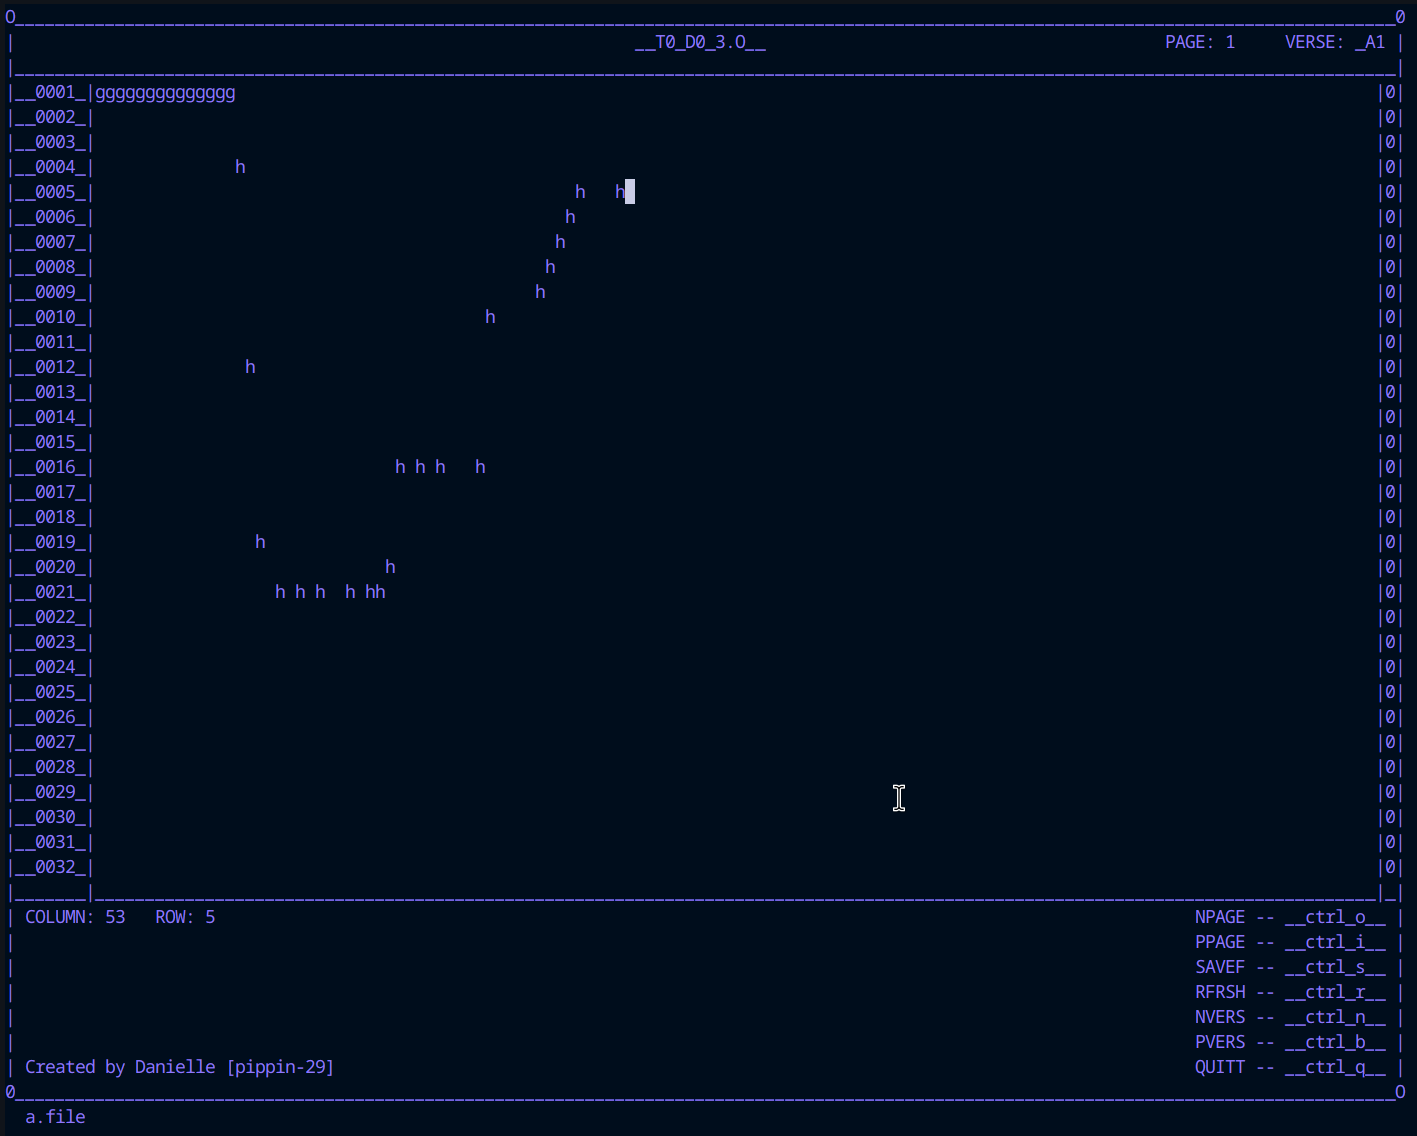 O 0
__T0_D0_3.O__ PAGE: 1 VERSE: _A1
|__0001_|gggggggggggggg |0|
|__0002_| |0|
|__0003_| |0|
|__0004_| h |0|
|__0005_| h h |0|
|__0006_| h |0|
|__0007_| h |0|
|__0008_| h |0|
|__0009_| h |0|
|__0010_| h |0|
|__0011_| |0|
|__0012_| h |0|
|__0013_| |0|
|__0014_| |0|
|__0015_| |0|
|__0016_| h h h h |0|
|__0017_| |0|
|__0018_| |0|
|__0019_| h |0|
|__0020_| h |0|
|__0021_| h h h h hh |0|
|__0022_| |0|
|__0023_| |0|
|__0024_| |0|
|__0025_| |0|
|__0026_| |0|
|__0027_| |0|
|__0028_| |0|
|__0029_| |0|
|__0030_| |0|
|__0031_| |0|
|__0032_| |0|
| COLUMN: 53 ROW: 5 NPAGE -- __ctrl_o__ |
| PPAGE -- __ctrl_i__ |
| SAVEF -- __ctrl_s__ |
| RFRSH -- __ctrl_r__ |
| NVERS -- __ctrl_n__ |
| PVERS -- __ctrl_b__ |
| Created by Danielle [pippin-29] QUITT -- __ctrl_q__ |
0 O
a.file